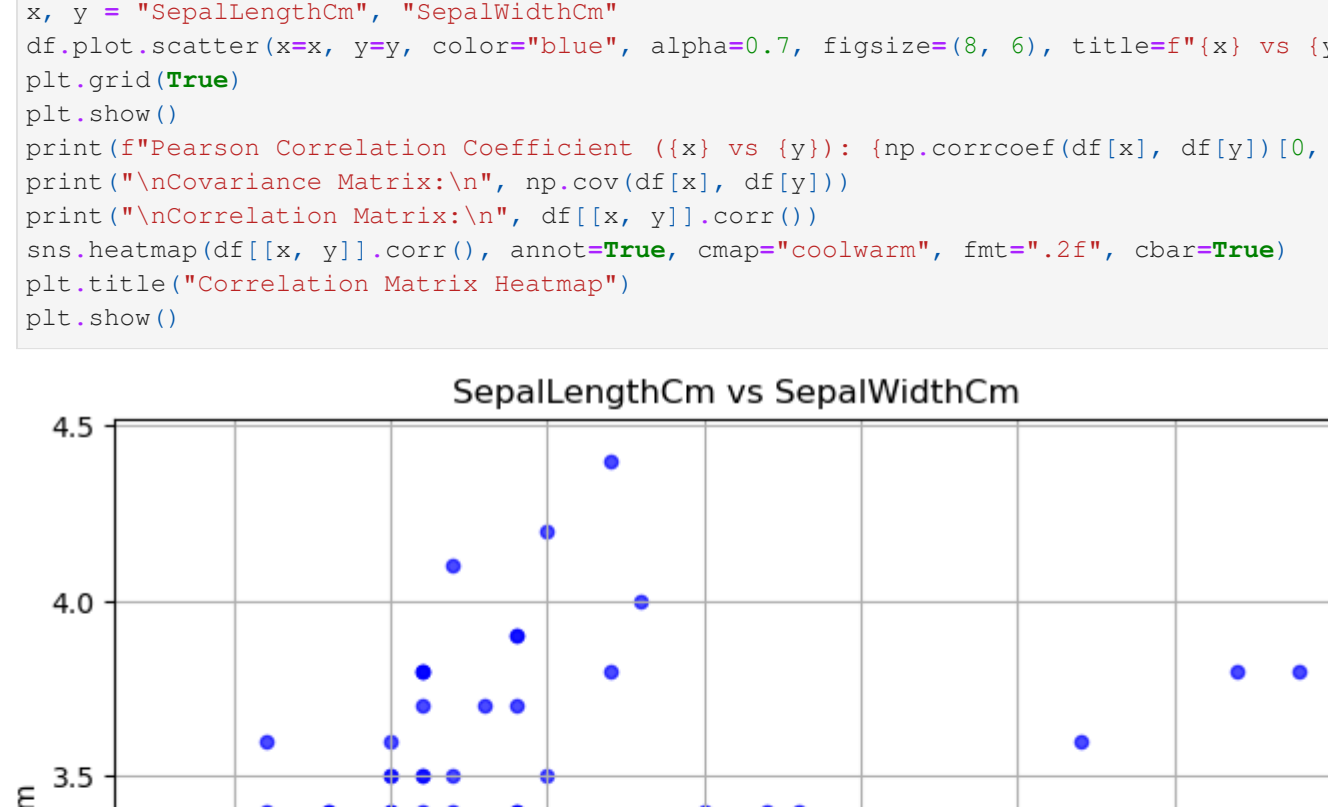 x, y = "SepalLengthCm", "SepalWidthCm"
df.plot.scatter(x=x, y=y, color="blue", alpha=0.7, figsize=(8, 6), title=f"{x} vs {y
plt.grid(True)
plt.show()
print(f"Pearson Correlation Coefficient ({x} vs {y}): {np.corrcoef(df[x], df[y])[0,
print("\nCovariance Matrix:\n", np.cov(df[x], df[y]))
print("\nCorrelation Matrix:\n", df[[x, y]].corr())
sns.heatmap(df[[x, y]].corr(), annot=True, cmap="coolwarm", fmt=".2f", cbar=True)
plt.title("Correlation Matrix Heatmap")
plt.show()
SepalLengthCm vs SepalWidthCm
4.5
4.0
3.5
m